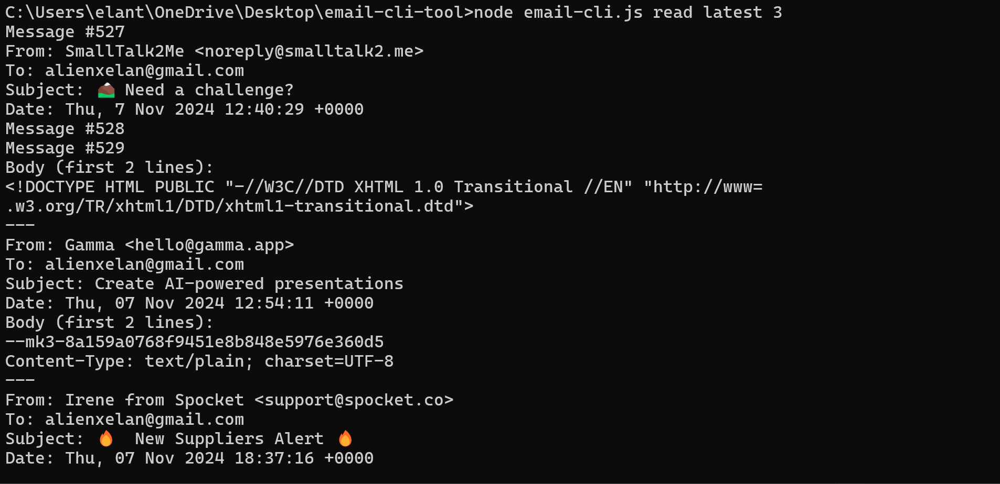 C:\Users\elant\OneDrive\Desktop\email-cli-tool>node email-cli.js read latest 3
Message #527
From: SmallTalk2Me <noreply@smalltalk2.me>
To: alienxelan@gmail.com
Subject: 🏔️ Need a challenge?
Date: Thu, 7 Nov 2024 12:40:29 +0000
Message #528
Message #529
Body (first 2 lines):
<!DOCTYPE HTML PUBLIC "-//W3C//DTD XHTML 1.0 Transitional //EN" "http://www=
.w3.org/TR/xhtml1/DTD/xhtml1-transitional.dtd">
---
From: Gamma <hello@gamma.app>
To: alienxelan@gmail.com
Subject: Create AI-powered presentations
Date: Thu, 07 Nov 2024 12:54:11 +0000
Body (first 2 lines):
--mk3-8a159a0768f9451e8b848e5976e360d5
Content-Type: text/plain; charset=UTF-8
---
From: Irene from Spocket <support@spocket.co>
To: alienxelan@gmail.com
Subject: 🔥  New Suppliers Alert 🔥
Date: Thu, 07 Nov 2024 18:37:16 +0000